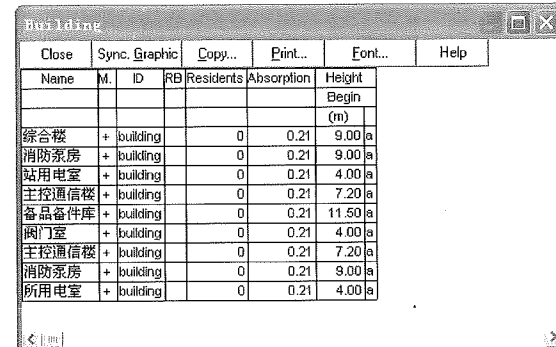 Building
Close Sync. Graphic Copy... Print... Font... Help
Name M. ID RB Residents Absorption Height
Begin
(m)
综合楼 + building 0 0.21 9.00 a
消防泵房 + building 0 0.21 9.00 a
站用电室 + building 0 0.21 4.00 a
主控通信楼 + building 0 0.21 7.20 a
备品备件库 + building 0 0.21 11.50 a
阀门室 + building 0 0.21 4.00 a
主控通信楼 + building 0 0.21 7.20 a
消防泵房 + building 0 0.21 9.00 a
所用电室 + building 0 0.21 4.00 a